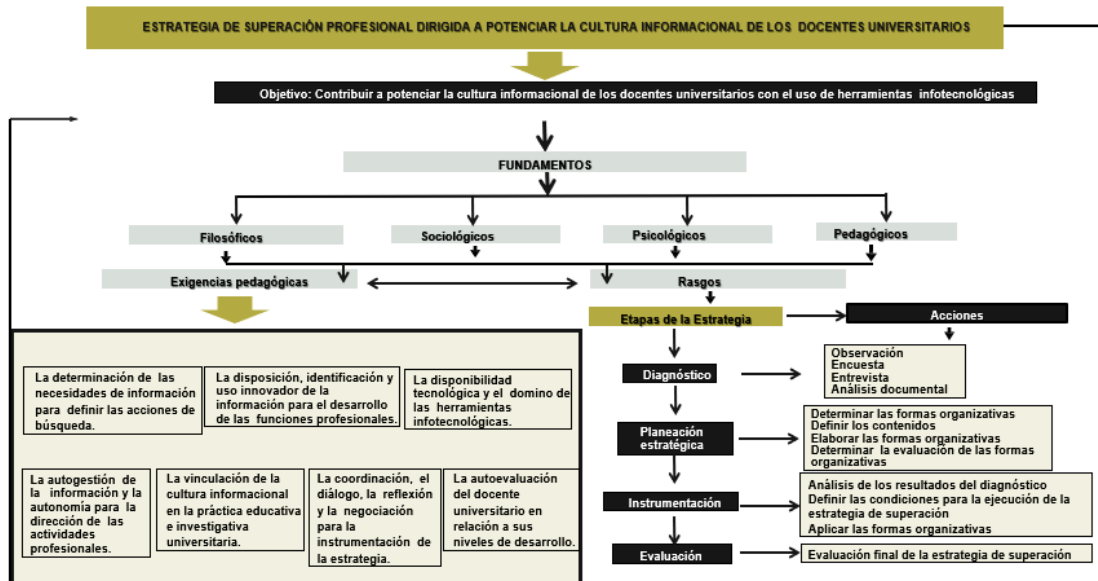 ESTRATEGIA DE SUPERACIÓN PROFESIONAL DIRIGIDA A POTENCIAR LA CULTURA INFORMACIONAL DE LOS DOCENTES UNIVERSITARIOS
Objetivo: Contribuir a potenciar la cultura informacional de los docentes universitarios con el uso de herramientas infotecnológicas
FUNDAMENTOS
Filosóficos
Sociológicos
Psicológicos
Pedagógicos
Exigencias pedagógicas
Rasgos
Etapas de la Estrategia
Acciones
La determinación de las
necesidades de información
para definir las acciones de
búsqueda.
La disposición, identificación y
uso innovador de la
información para el desarrollo
de las funciones profesionales.
La disponibilidad
tecnológica y el domino de
las herramientas
infotecnológicas.
La autogestión de
la información y la
autonomía para la
dirección de las
actividades
profesionales.
La vinculación de la
cultura informacional
en la práctica educativa
e investigativa
universitaria.
La coordinación, el
diálogo, la reflexión
y la negociación
para la
instrumentación de
la estrategia.
La autoevaluación
del docente
universitario en
relación a sus
niveles de desarrollo.
Diagnóstico
Observación
Encuesta
Entrevista
Análisis documental
Planeación
estratégica
Determinar las formas organizativas
Definir los contenidos
Elaborar las formas organizativas
Determinar la evaluación de las formas
organizativas
Instrumentación
Análisis de los resultados del diagnóstico
Definir las condiciones para la ejecución de la
estrategia de superación
Aplicar las formas organizativas
Evaluación
Evaluación final de la estrategia de superación